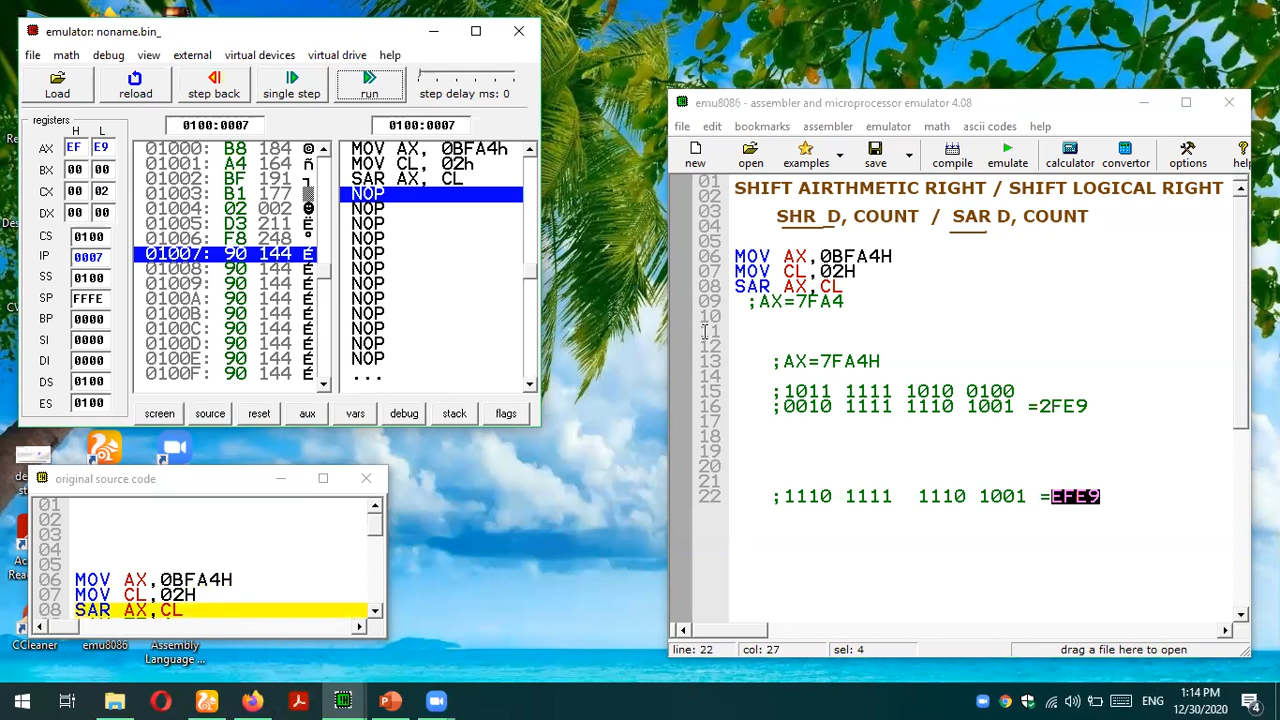 emulator: noname.bin_
file math debug view external virtual devices virtual drive help
Load reload step back single step run step delay ms: 0
registers
H L
AX EF E9
BX 00 00
CX 00 02
DX 00 00
CS 0100
IP 0007
SS 0100
SP FFFE
BP 0000
SI 0000
DI 0000
DS 0100
ES 0100
0100:0007 0100:0007
01000: B8 184
01001: A4 164 ñ
01002: BF 191 ┐
01003: B1 177 ▒
01004: 02 002
01005: D3 211
01006: F8 248 °
01007: 90 144 É
01008: 90 144 É
01009: 90 144 É
0100A: 90 144 É
0100B: 90 144 É
0100C: 90 144 É
0100D: 90 144 É
0100E: 90 144 É
0100F: 90 144 É
MOV AX, 0BFA4h
MOV CL, 02h
SAR AX, CL
NOP
NOP
NOP
NOP
NOP
NOP
NOP
NOP
NOP
NOP
NOP
NOP
...
screen source reset aux vars debug stack flags
original source code
01
02
03
04
05
06 MOV AX,0BFA4H
07 MOV CL,02H
08 SAR AX,CL
CCleaner
emu8086
Assembly
Language ...
emu8086 - assembler and microprocessor emulator 4.08
file edit bookmarks assembler emulator math ascii codes help
new open examples save compile emulate calculator convertor options help
SHIFT AIRTHMETIC RIGHT / SHIFT LOGICAL RIGHT
SHR D, COUNT / SAR D, COUNT
01
02
03
04
05
06 MOV AX,0BFA4H
07 MOV CL,02H
08 SAR AX,CL
09 ;AX=7FA4
10
11
12
13 ;AX=7FA4H
14
15 ;1011 1111 1010 0100
16 ;0010 1111 1110 1001 =2FE9
17
18
19
20
21
22 ;1110 1111 1110 1001 =EFE9
line: 22 col: 27 sel: 4 drag a file here to open
ENG
1:14 PM
12/30/2020
4